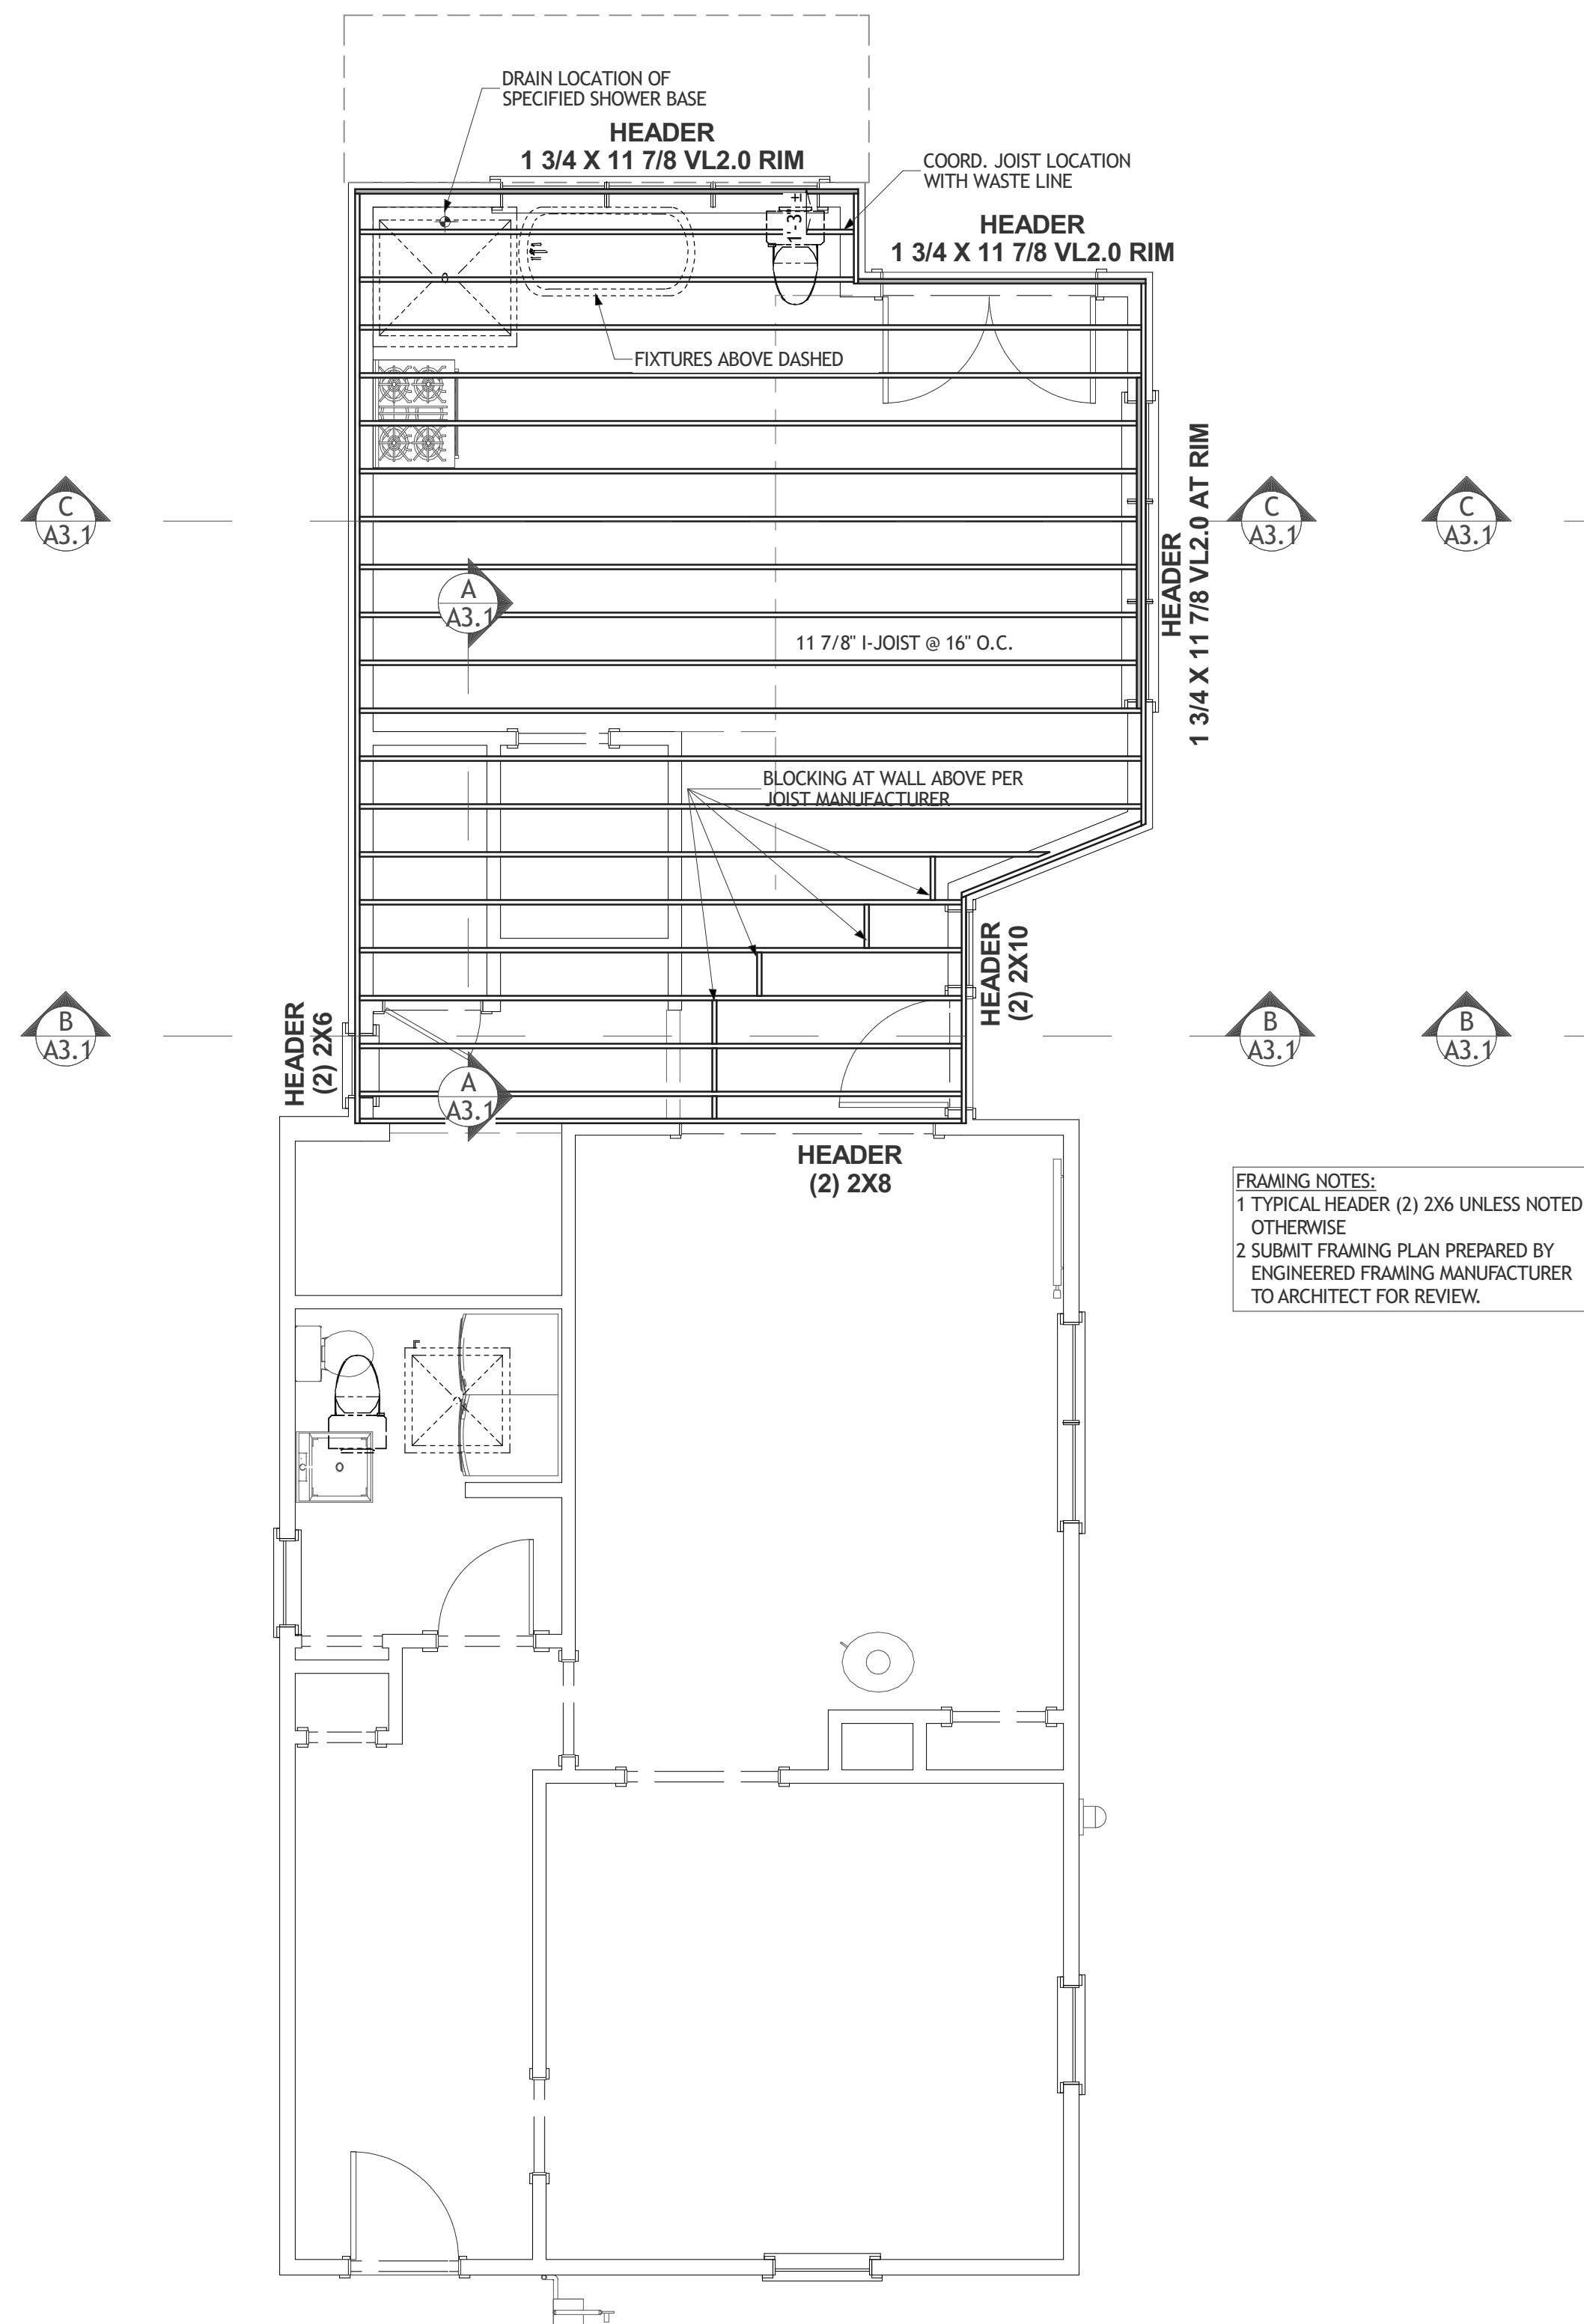 DRAIN LOCATION OF
SPECIFIED SHOWER BASE
HEADER
1 3/4 X 11 7/8 VL2.0 RIM
COORD. JOIST LOCATION
WITH WASTE LINE
1'-3" ±
HEADER
1 3/4 X 11 7/8 VL2.0 RIM
FIXTURES ABOVE DASHED
C
A3.1
HEADER
1 3/4 X 11 7/8 VL2.0 AT RIM
C
A3.1
C
A3.1
A
A3.1
11 7/8" I-JOIST @ 16" O.C.
BLOCKING AT WALL ABOVE PER
JOIST MANUFACTURER
HEADER
(2) 2X10
B
A3.1
HEADER
(2) 2X6
B
A3.1
B
A3.1
A
A3.1
HEADER
(2) 2X8
FRAMING NOTES:
1 TYPICAL HEADER (2) 2X6 UNLESS NOTED
OTHERWISE
2 SUBMIT FRAMING PLAN PREPARED BY
ENGINEERED FRAMING MANUFACTURER
TO ARCHITECT FOR REVIEW.